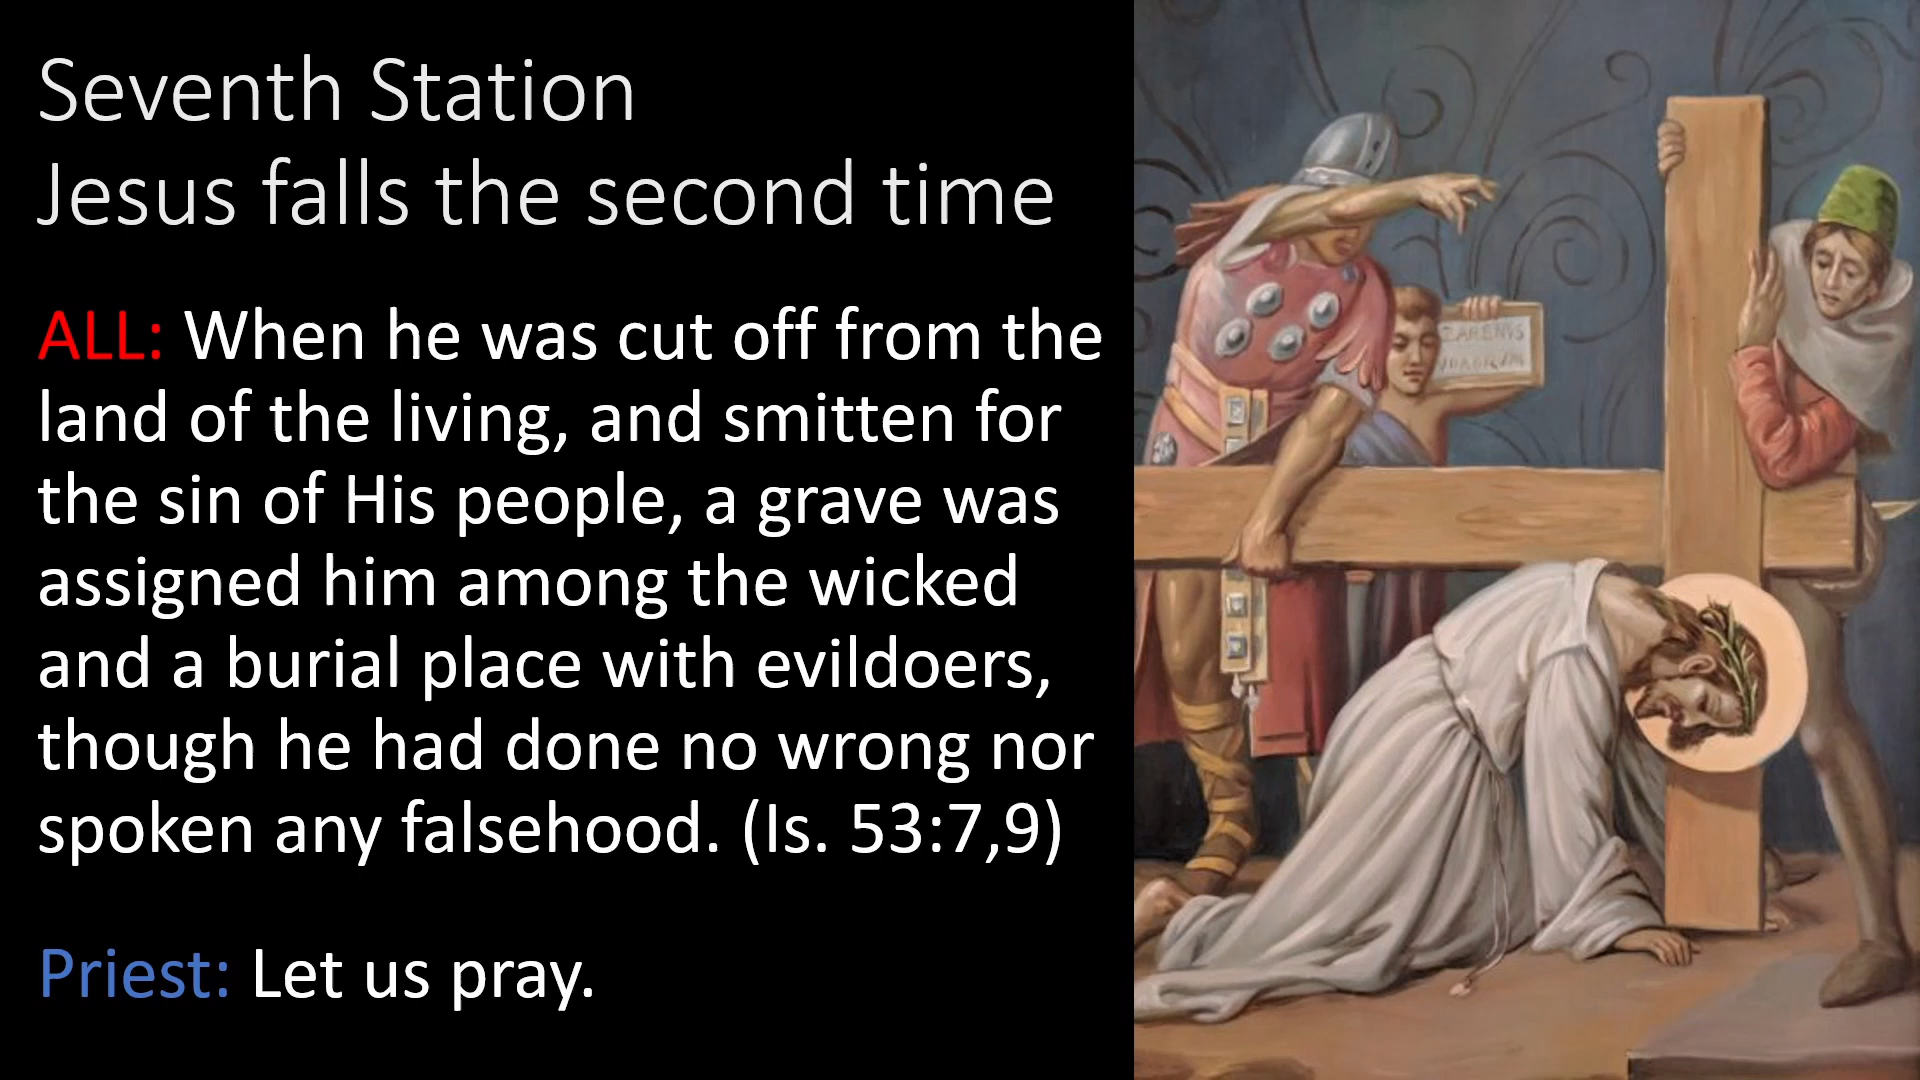 Seventh Station
Jesus falls the second time
ALL: When he was cut off from the
land of the living, and smitten for
the sin of His people, a grave was
assigned him among the wicked
and a burial place with evildoers,
though he had done no wrong nor
spoken any falsehood. (Is. 53:7,9)
Priest: Let us pray.
ZARENVS